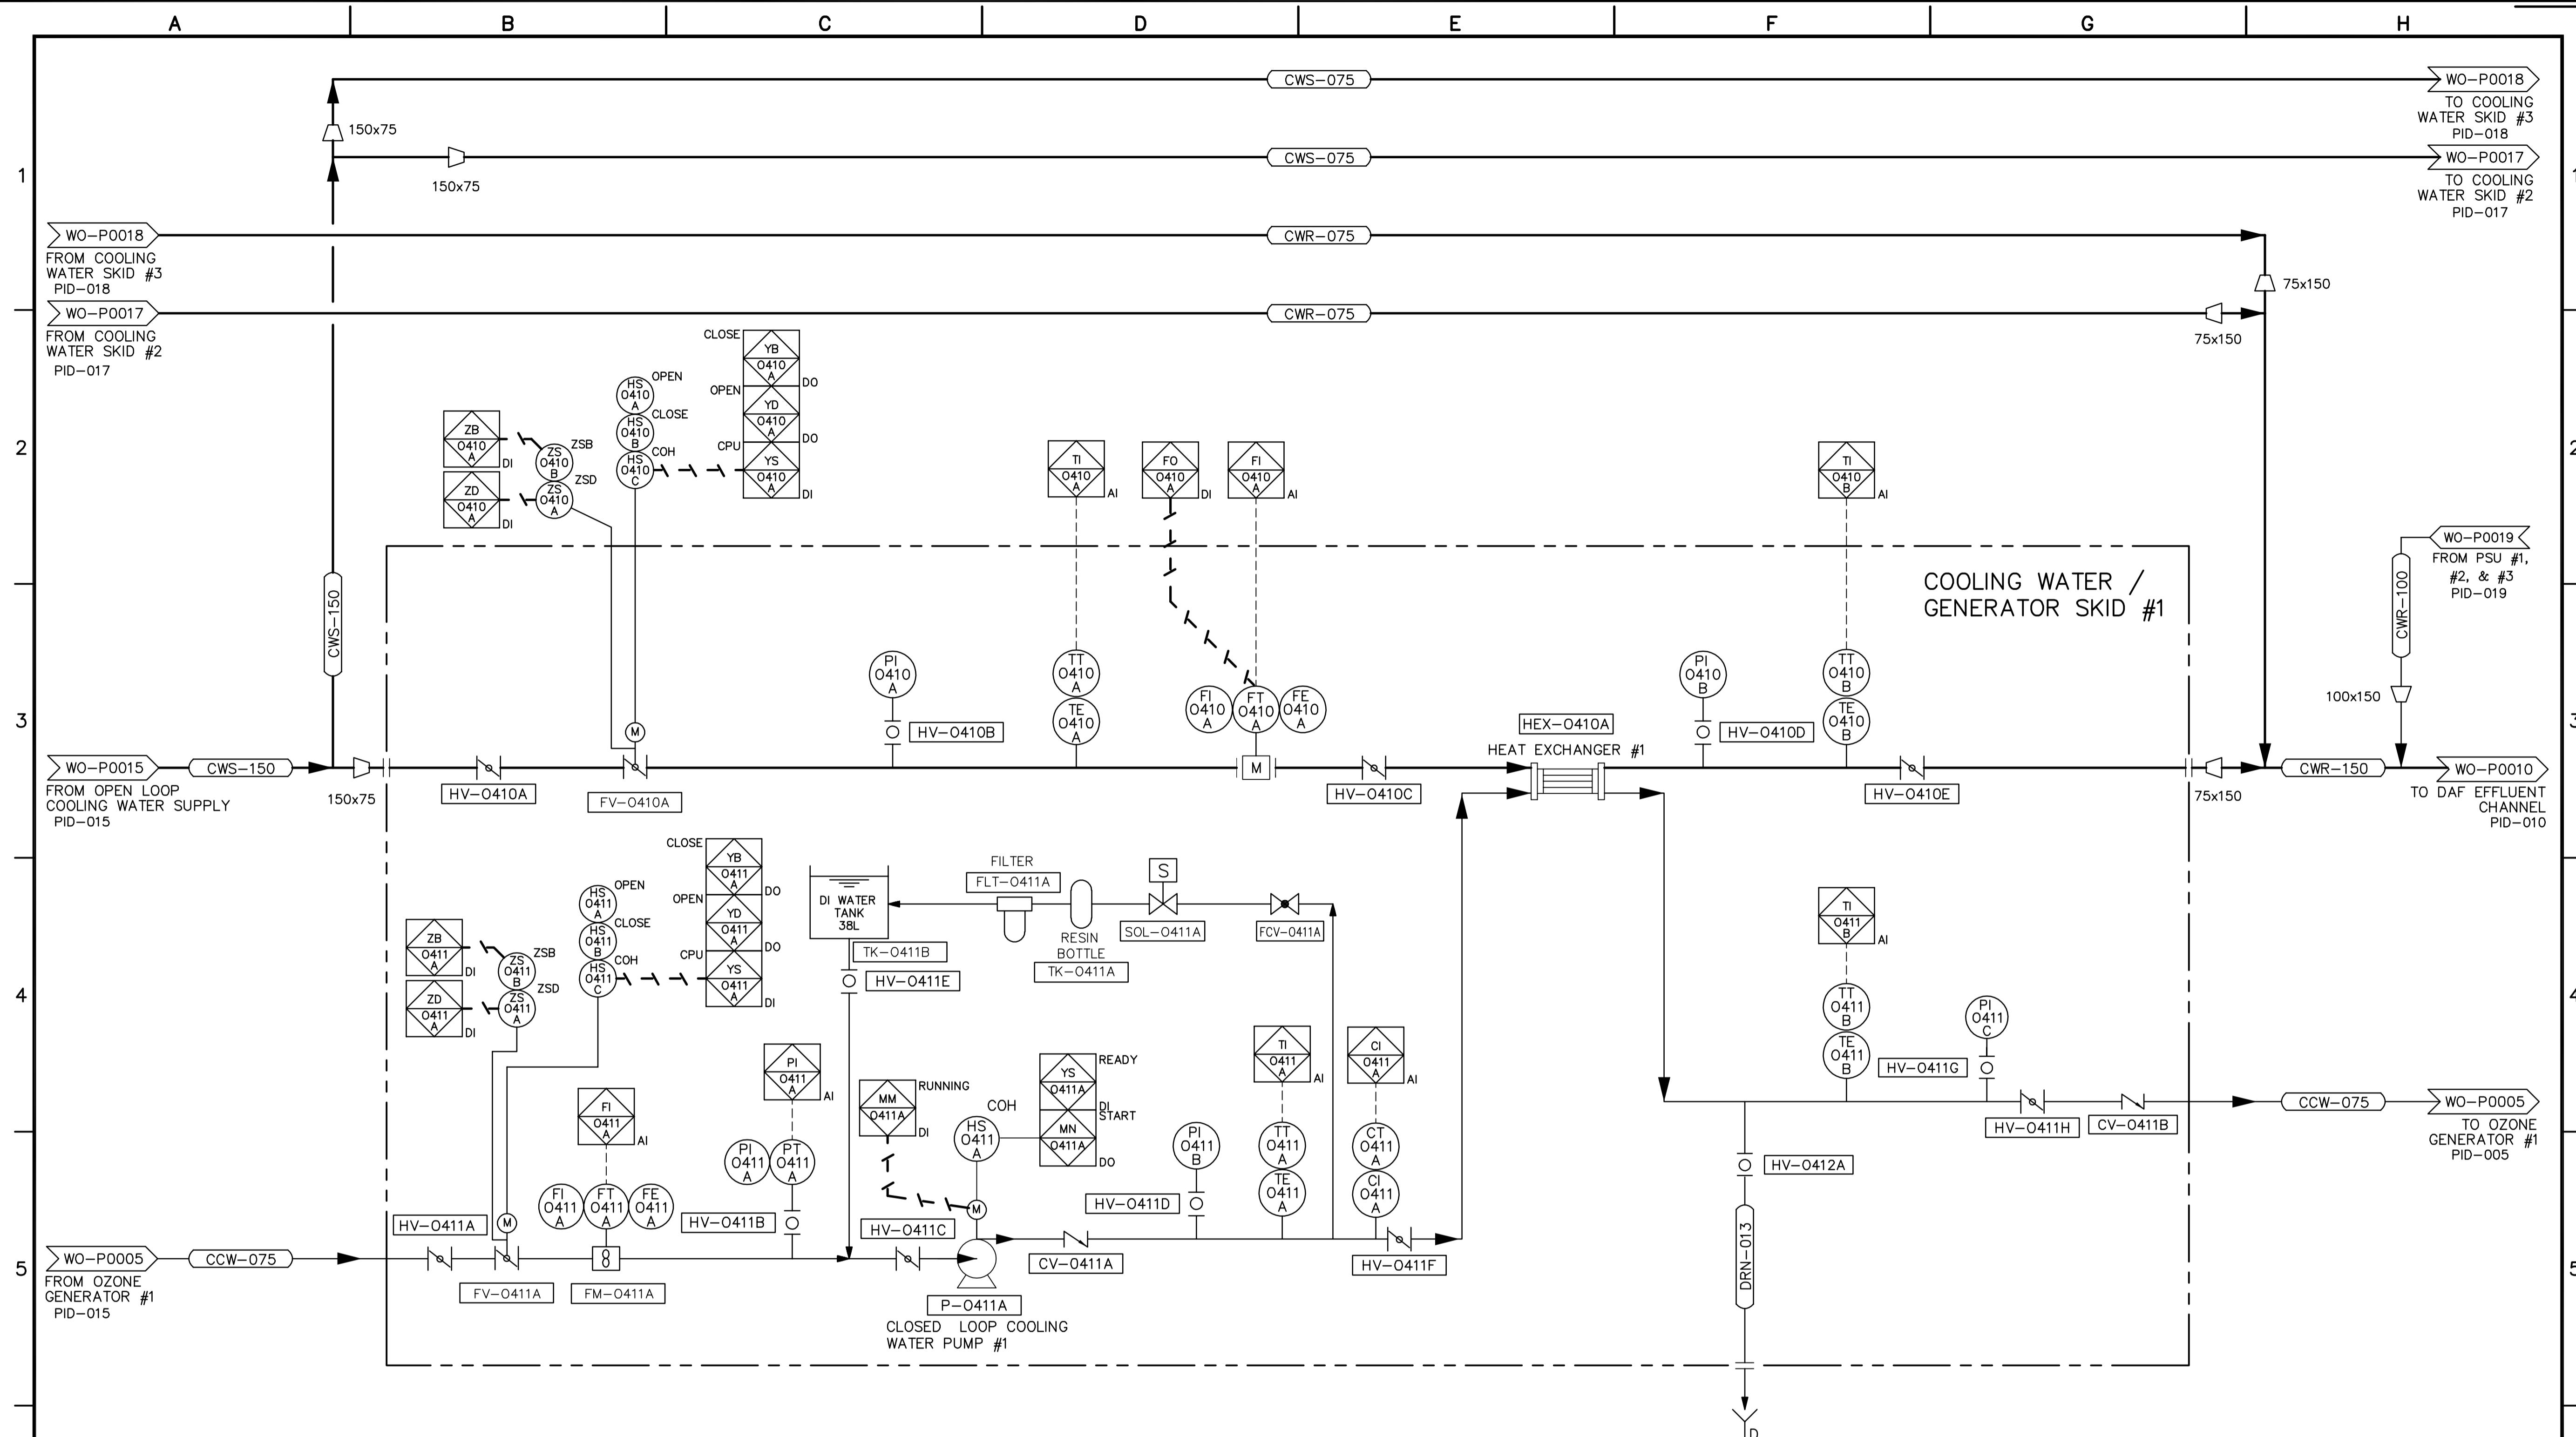 A B C D E F G H
CWS-075
WO-P0018
TO COOLING
WATER SKID #3
PID-018
150x75
CWS-075
WO-P0017
TO COOLING
WATER SKID #2
PID-017
150x75
1
1
WO-P0018
FROM COOLING
WATER SKID #3
PID-018
CWR-075
75x150
WO-P0017
FROM COOLING
WATER SKID #2
PID-017
CWR-075
75x150
2
2
CLOSE
YB
0410
A
DO
OPEN
YD
0410
A
DO
CPU
YS
0410
A
DI
HS
0410
A
OPEN
HS
0410
B
CLOSE
HS
0410
C
COH
ZB
0410
A
DI
ZS
0410
B
ZSB
ZD
0410
A
DI
ZS
0410
A
ZSD
TI
0410
A
AI
FO
0410
A
DI
FI
0410
A
AI
TI
0410
B
AI
WO-P0019
FROM PSU #1,
#2, & #3
PID-019
CWR-100
100x150
COOLING WATER /
GENERATOR SKID #1
CWS-150
3
3
PI
0410
A
HV-0410B
TT
0410
A
TE
0410
A
FI
0410
A
FT
0410
A
FE
0410
A
M
HEX-0410A
HEAT EXCHANGER #1
PI
0410
B
HV-0410D
TT
0410
B
TE
0410
B
WO-P0015
FROM OPEN LOOP
COOLING WATER SUPPLY
PID-015
CWS-150
150x75
HV-0410A
M
FV-0410A
HV-0410C
HV-0410E
75x150
CWR-150
WO-P0010
TO DAF EFFLUENT
CHANNEL
PID-010
4
4
CLOSE
YB
0411
A
DO
OPEN
YD
0411
A
DO
CPU
YS
0411
A
DI
HS
0411
A
OPEN
HS
0411
B
CLOSE
HS
0411
C
COH
ZB
0411
A
DI
ZS
0411
B
ZSB
ZD
0411
A
DI
ZS
0411
A
ZSD
DI WATER
TANK
38L
TK-0411B
HV-0411E
FILTER
FLT-0411A
RESIN
BOTTLE
TK-0411A
S
SOL-0411A
FCV-0411A
TI
0411
B
AI
TT
0411
B
TE
0411
B
PI
0411
C
HV-0411G
HV-0411H
CV-0411B
CCW-075
WO-P0005
TO OZONE
GENERATOR #1
PID-005
5
5
FI
0411
A
AI
FI
0411
A
FT
0411
A
FE
0411
A
PI
0411
A
AI
PI
0411
A
PT
0411
A
HV-0411B
MM
0411A
RUNNING
DI
COH
HS
0411
A
READY
YS
0411A
DI
START
MN
0411A
DO
M
PI
0411
B
HV-0411D
TI
0411
A
AI
TT
0411
A
TE
0411
A
CI
0411
A
AI
CT
0411
A
CI
0411
A
HV-0412A
DRN-013
D
WO-P0005
FROM OZONE
GENERATOR #1
PID-015
CCW-075
HV-0411A
M
FV-0411A
8
FM-0411A
HV-0411C
CV-0411A
HV-0411F
P-0411A
CLOSED LOOP COOLING
WATER PUMP #1